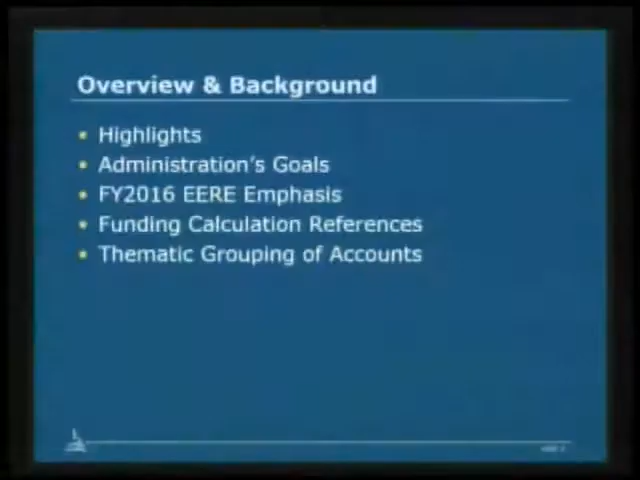 Overview & Background
• Highlights
• Administration's Goals
• FY2016 EERE Emphasis
• Funding Calculation References
• Thematic Grouping of Accounts